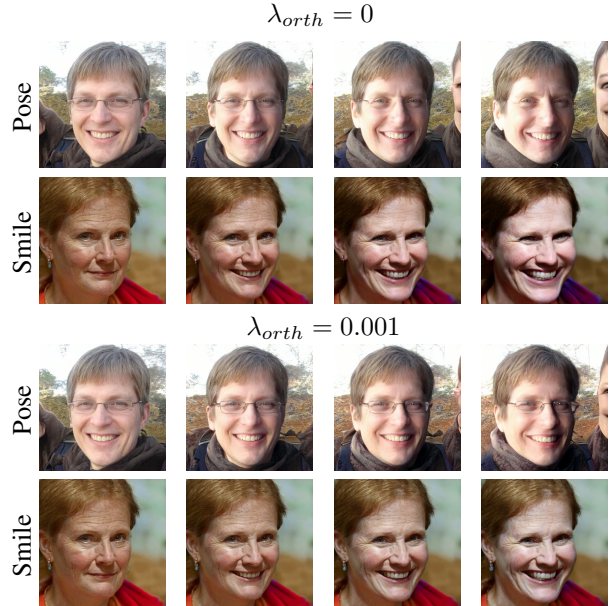 λ_orth = 0
Pose
Smile
λ_orth = 0.001
Pose
Smile